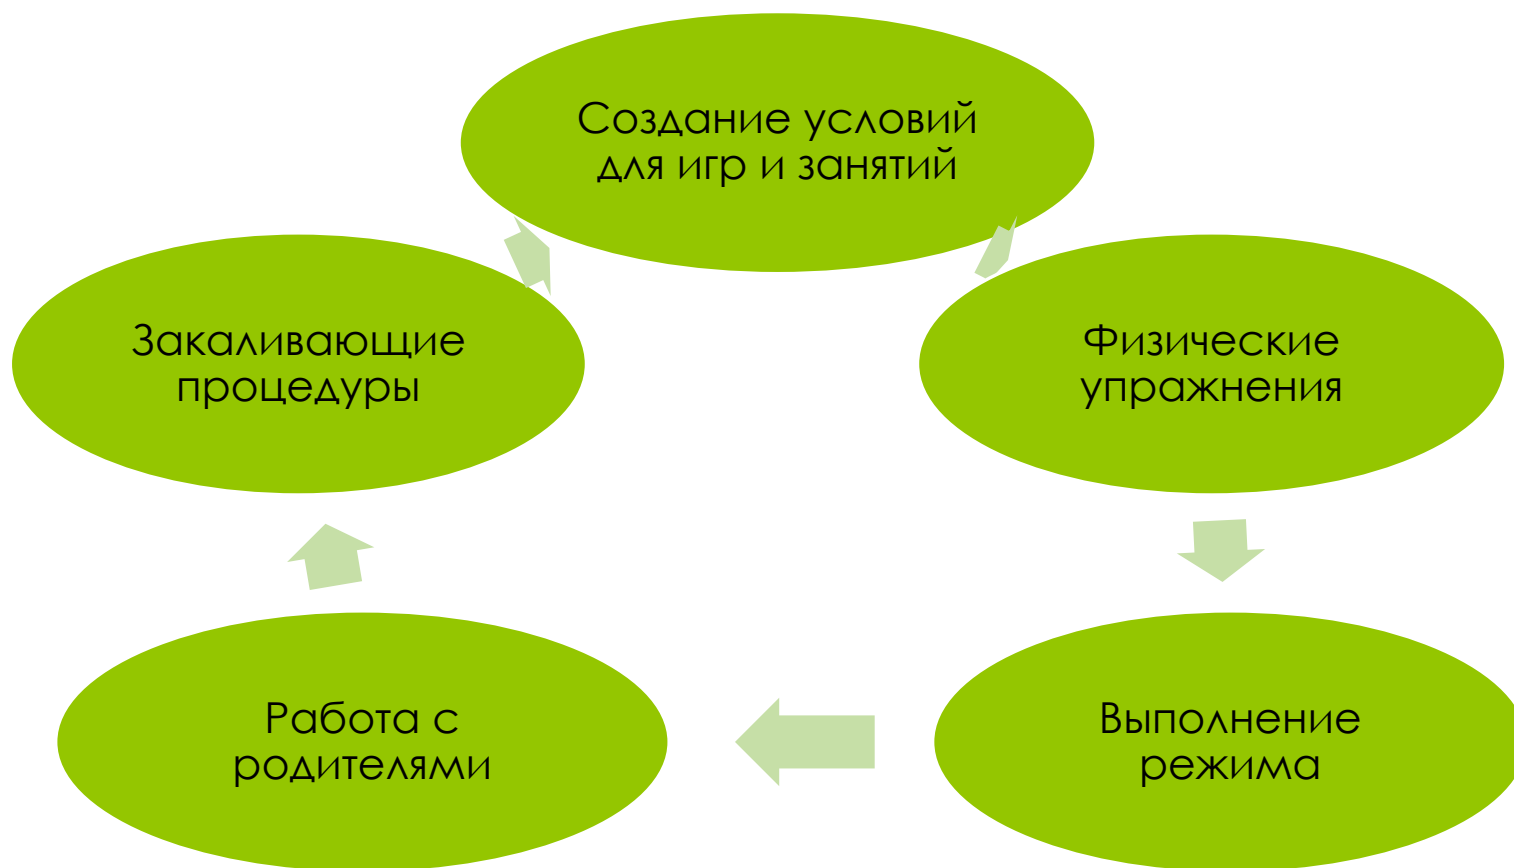 Создание условий
для игр и занятий
Физические
упражнения
Выполнение
режима
Работа с
родителями
Закаливающие
процедуры